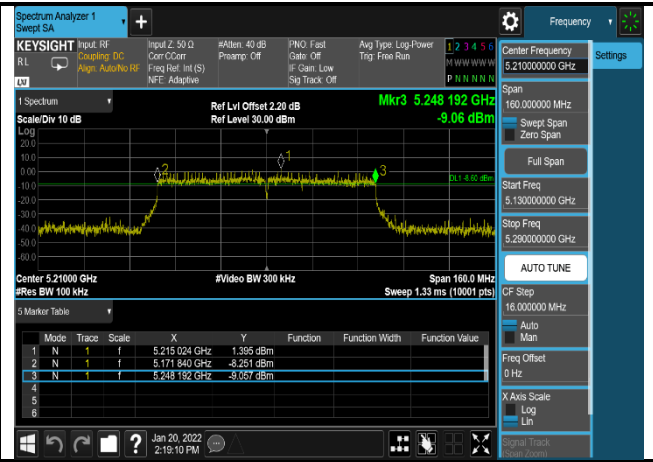 Spectrum Analyzer 1
Swept SA
Frequency
KEYSIGHT
RL
Input: RF
Coupling: DC
Align: Auto/No RF
Input Z: 50 Ω
Corr CCorr
Freq Ref: Int (S)
NFE: Adaptive
#Atten: 40 dB
Preamp: Off
PNO: Fast
Gate: Off
IF Gain: Low
Sig Track: Off
Avg Type: Log-Power
Trig: Free Run
1 2 3 4 5 6
M W W W W W
P N N N N N
1 Spectrum
Scale/Div 10 dB
Ref Lvl Offset 2.20 dB
Ref Level 30.00 dBm
Mkr3 5.248 192 GHz
-9.06 dBm
Log
20.0
10.0
0.00
-10.0
-20.0
-30.0
-40.0
-50.0
-60.0
1
2
3
DL1 -8.60 dBm
Center 5.21000 GHz
#Res BW 100 kHz
#Video BW 300 kHz
Span 160.0 MHz
Sweep 1.33 ms (10001 pts)
5 Marker Table
Mode Trace Scale X Y Function Function Width Function Value
1 N 1 f 5.215 024 GHz 1.395 dBm
2 N 1 f 5.171 840 GHz -8.251 dBm
3 N 1 f 5.248 192 GHz -9.057 dBm
4
5
6
Jan 20, 2022
2:19:10 PM
Center Frequency
5.210000000 GHz
Settings
Span
160.000000 MHz
Swept Span
Zero Span
Full Span
Start Freq
5.130000000 GHz
Stop Freq
5.290000000 GHz
AUTO TUNE
CF Step
16.000000 MHz
Auto
Man
Freq Offset
0 Hz
X Axis Scale
Log
Lin
Signal Track
(Span Zoom)